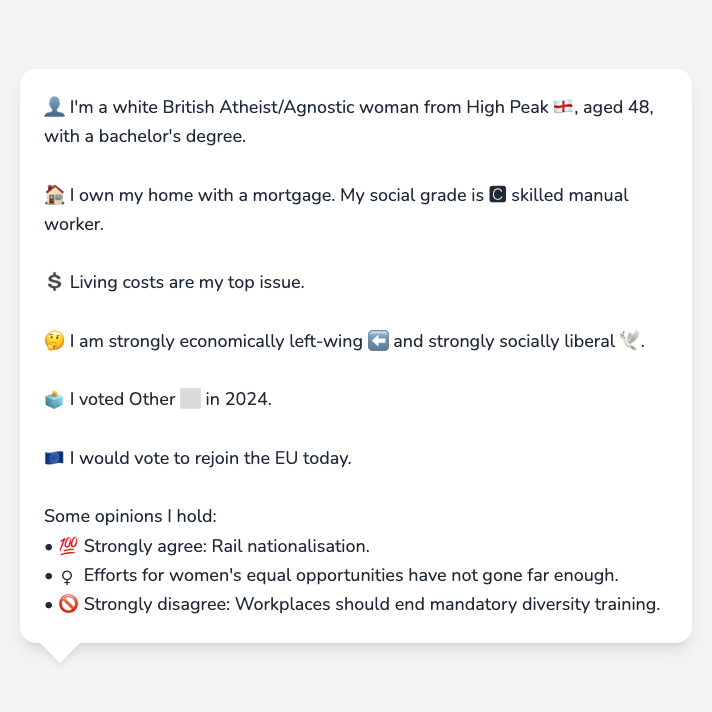 👤 I'm a white British Atheist/Agnostic woman from High Peak 🏴󠁧󠁢󠁥󠁮󠁧󠁿, aged 48,
with a bachelor's degree.
🏠 I own my home with a mortgage. My social grade is 🅲 skilled manual
worker.
💲 Living costs are my top issue.
🤔 I am strongly economically left-wing ⬅️ and strongly socially liberal 🕊️.
🗳️ I voted Other ⬜ in 2024.
🇪🇺 I would vote to rejoin the EU today.
Some opinions I hold:
• 💯 Strongly agree: Rail nationalisation.
• ♀ Efforts for women's equal opportunities have not gone far enough.
• 🚫 Strongly disagree: Workplaces should end mandatory diversity training.